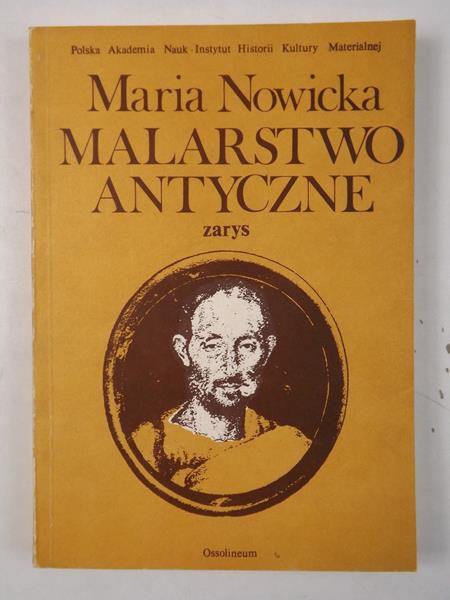 Polska Akademia Nauk - Instytut Historii Kultury Materialnej
Maria Nowicka
MALARSTWO
ANTYCZNE
zarys
Ossolineum